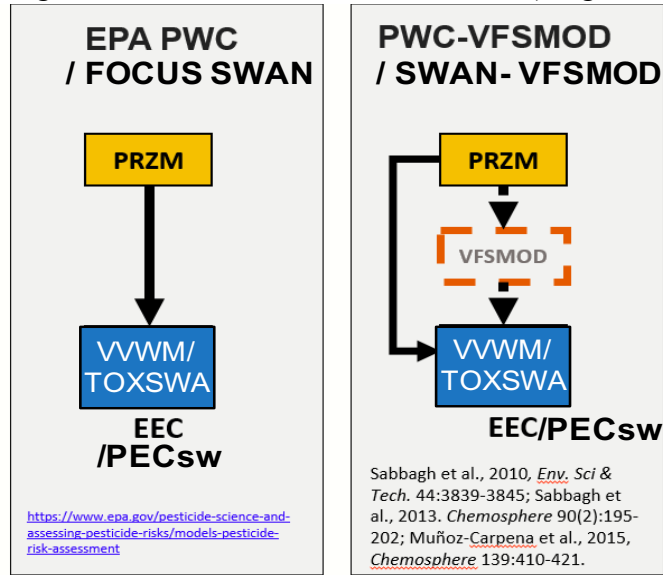 EPA PWC
/ FOCUS SWAN
PRZM
VVWM/
TOXSWA
EEC
/PECsw
https://www.epa.gov/pesticide-science-and-
assessing-pesticide-risks/models-pesticide-
risk-assessment
PWC-VFSMOD
/ SWAN- VFSMOD
PRZM
VFSMOD
VVWM/
TOXSWA
EEC/PECsw
Sabbagh et al., 2010, Env. Sci &
Tech. 44:3839-3845; Sabbagh et
al., 2013. Chemosphere 90(2):195-
202; Muñoz-Carpena et al., 2015,
Chemosphere 139:410-421.